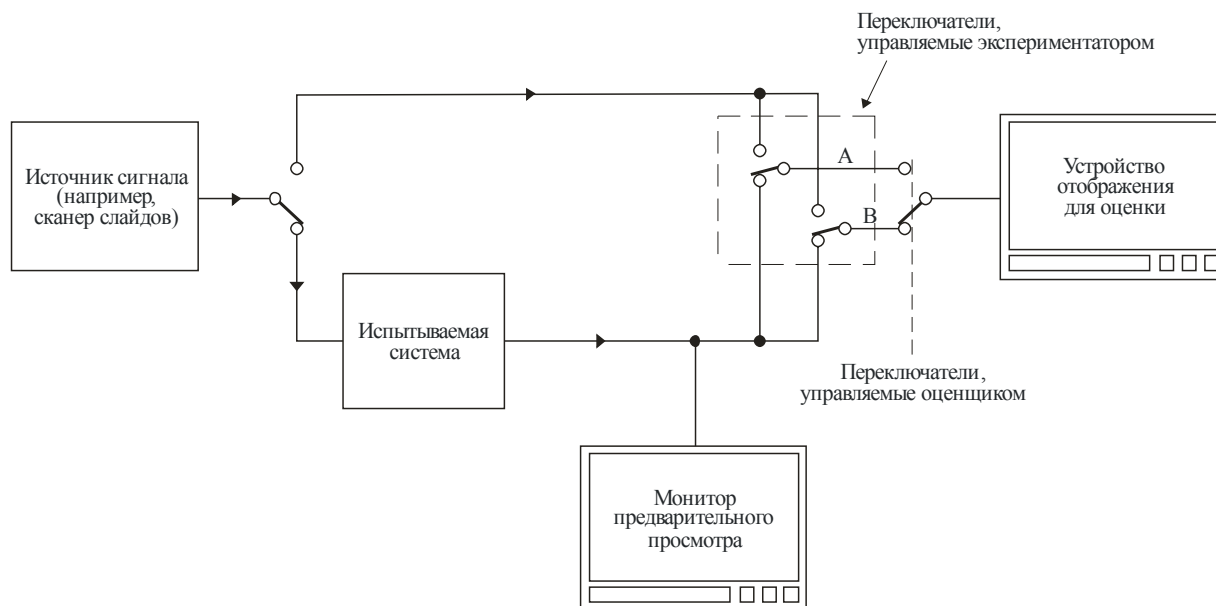 Переключатели,
управляемые экспериментатором
Источник сигнала
(например,
сканер слайдов)
A
B
Устройство
отображения
для оценки
Испытываемая
система
Переключатели,
управляемые оценщиком
Монитор
предварительного
просмотра